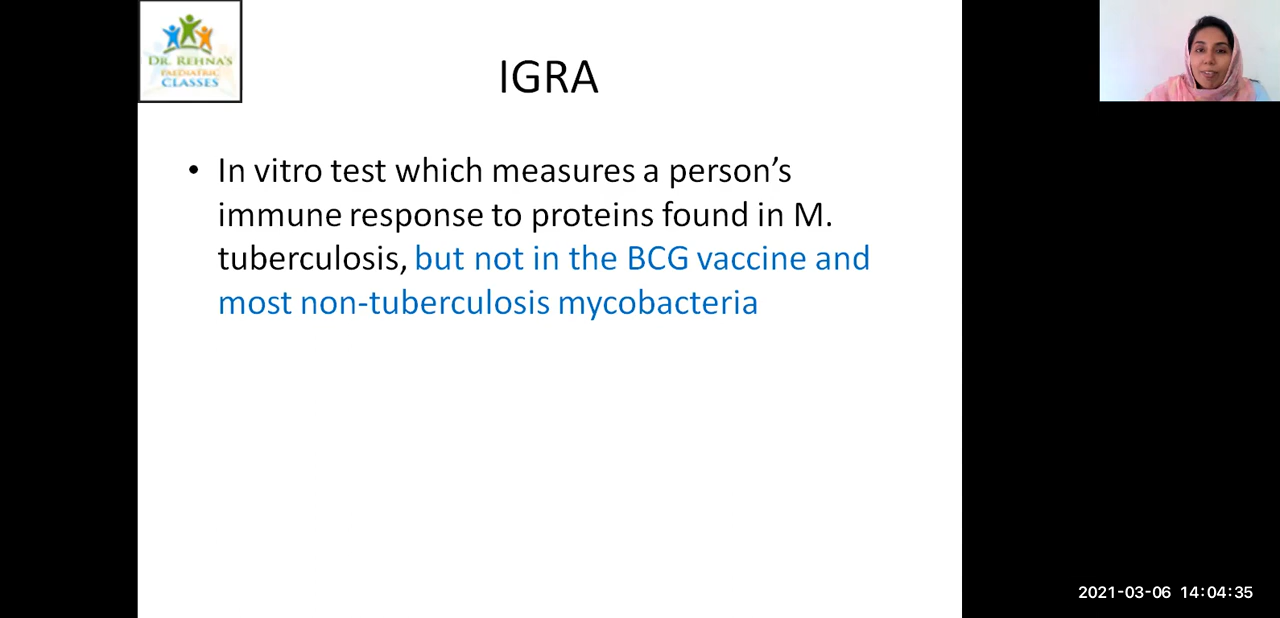 DR. REHNA'S
PAEDIATRIC
CLASSES
IGRA
• In vitro test which measures a person's
immune response to proteins found in M.
tuberculosis, but not in the BCG vaccine and
most non-tuberculosis mycobacteria
2021-03-06 14:04:35